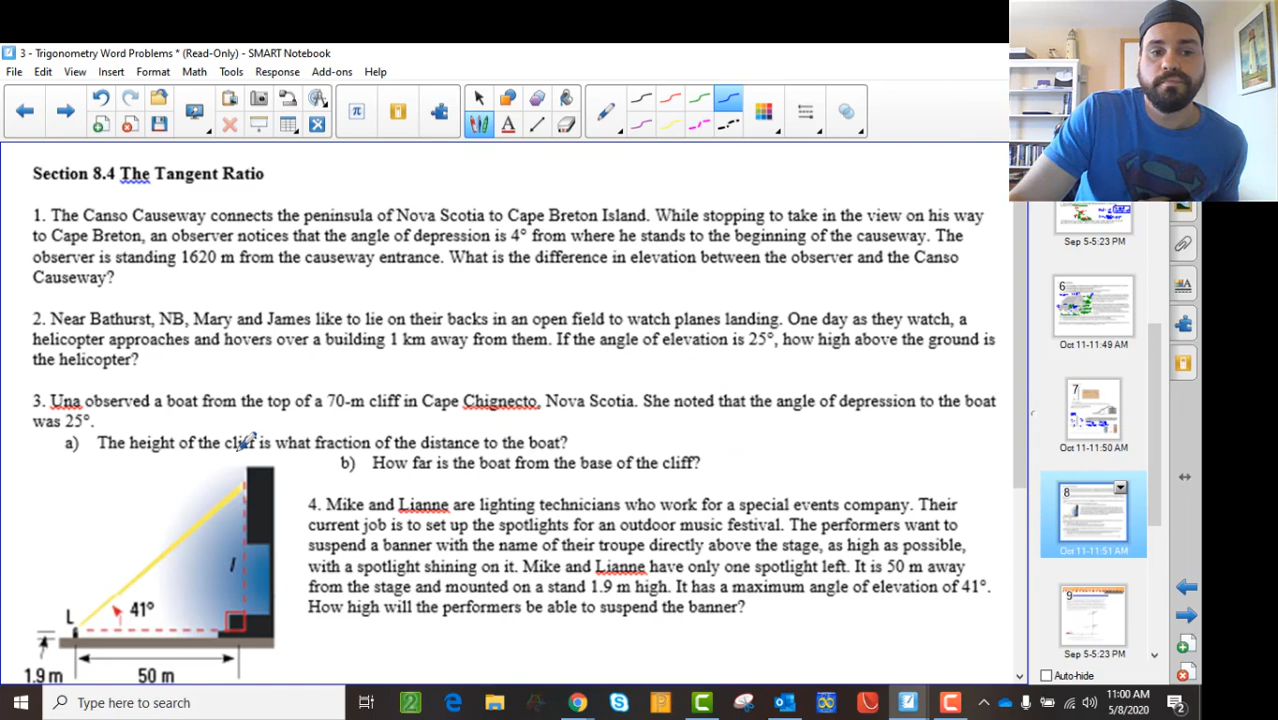 3 - Trigonometry Word Problems * (Read-Only) - SMART Notebook
File Edit View Insert Format Math Tools Response Add-ons Help
Section 8.4 The Tangent Ratio
1. The Canso Causeway connects the peninsula of Nova Scotia to Cape Breton Island. While stopping to take in the view on his way
to Cape Breton, an observer notices that the angle of depression is 4° from where he stands to the beginning of the causeway. The
observer is standing 1620 m from the causeway entrance. What is the difference in elevation between the observer and the Canso
Causeway?
2. Near Bathurst, NB, Mary and James like to lie on their backs in an open field to watch planes landing. One day as they watch, a
helicopter approaches and hovers over a building 1 km away from them. If the angle of elevation is 25°, how high above the ground is
the helicopter?
3. Una observed a boat from the top of a 70-m cliff in Cape Chignecto, Nova Scotia. She noted that the angle of depression to the boat
was 25°.
a) The height of the cliff is what fraction of the distance to the boat?
b) How far is the boat from the base of the cliff?
4. Mike and Lianne are lighting technicians who work for a special events company. Their
current job is to set up the spotlights for an outdoor music festival. The performers want to
suspend a banner with the name of their troupe directly above the stage, as high as possible,
with a spotlight shining on it. Mike and Lianne have only one spotlight left. It is 50 m away
from the stage and mounted on a stand 1.9 m high. It has a maximum angle of elevation of 41°.
How high will the performers be able to suspend the banner?
l
41°
L
1.9 m
50 m
Sep 5-5:23 PM
6
Oct 11-11:49 AM
7
Oct 11-11:50 AM
8
Oct 11-11:51 AM
9
Sep 5-5:23 PM
Auto-hide
Type here to search
11:00 AM
5/8/2020
2